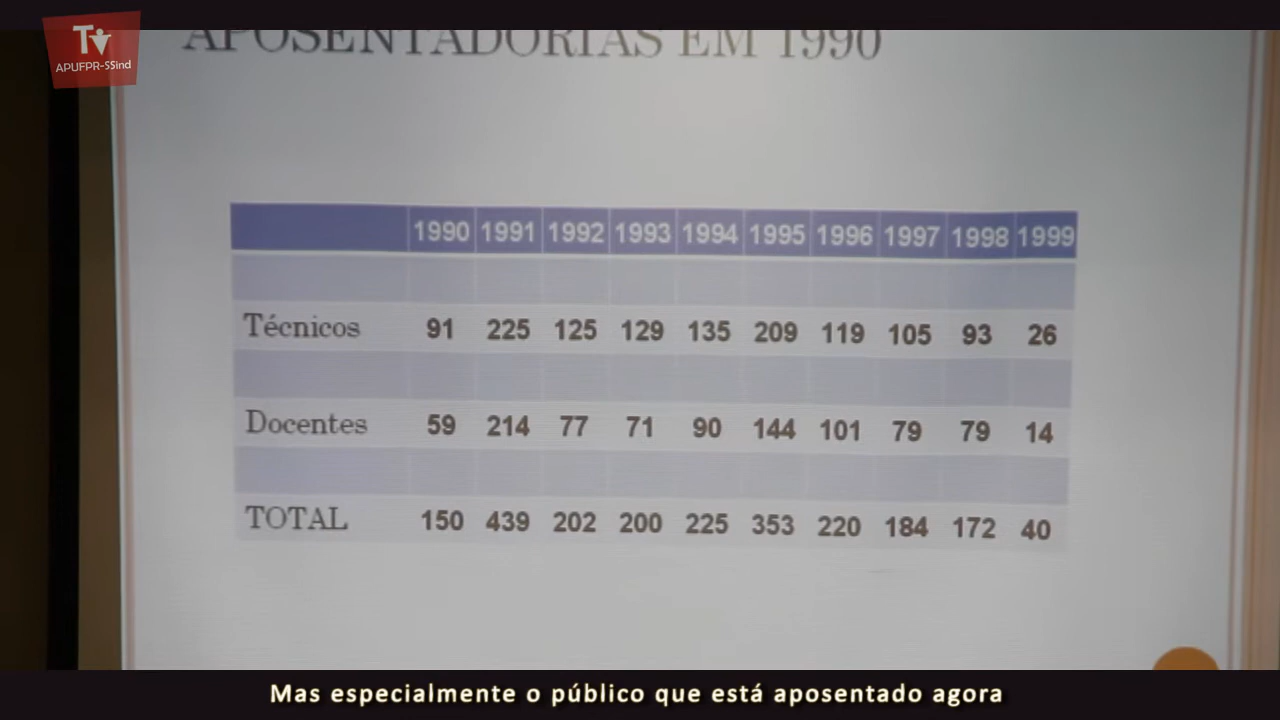 TV
APUFPR-SSind
APOSENTADORIAS EM 1990
1990 1991 1992 1993 1994 1995 1996 1997 1998 1999
Técnicos 91 225 125 129 135 209 119 105 93 26
Docentes 59 214 77 71 90 144 101 79 79 14
TOTAL 150 439 202 200 225 353 220 184 172 40
Mas especialmente o público que está aposentado agora